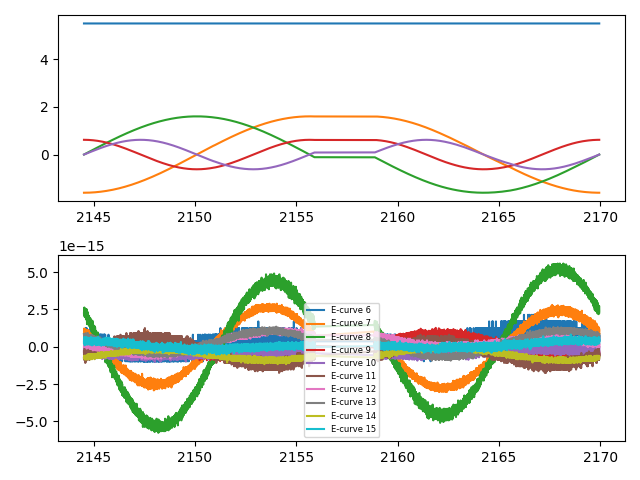 4
2
0
2145 2150 2155 2160 2165 2170
1e−15
5.0
2.5
0.0
−2.5
−5.0
E-curve 6
E-curve 7
E-curve 8
E-curve 9
E-curve 10
E-curve 11
E-curve 12
E-curve 13
E-curve 14
E-curve 15
2145 2150 2155 2160 2165 2170